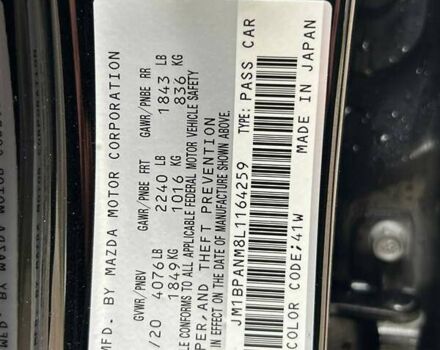 MFD. BY MAZDA MOTOR CORPORATION
GVWR/PNBV GAWR/PNBE FRT GAWR/PNBE RR
/20 4076LB 2240 LB 1843 LB
1849KG 1016 KG 836 KG
LE CONFORMS TO ALL APPLICABLE FEDERAL MOTOR VEHICLE SAFETY
PER,AND THEFT PREVENTION
IN EFFECT ON THE DATE OF MANUFACTURE SHOWN ABOVE.
JM1BPANM8L1164259 TYPE: PASS CAR
COLOR CODE:41W MADE IN JAPAN